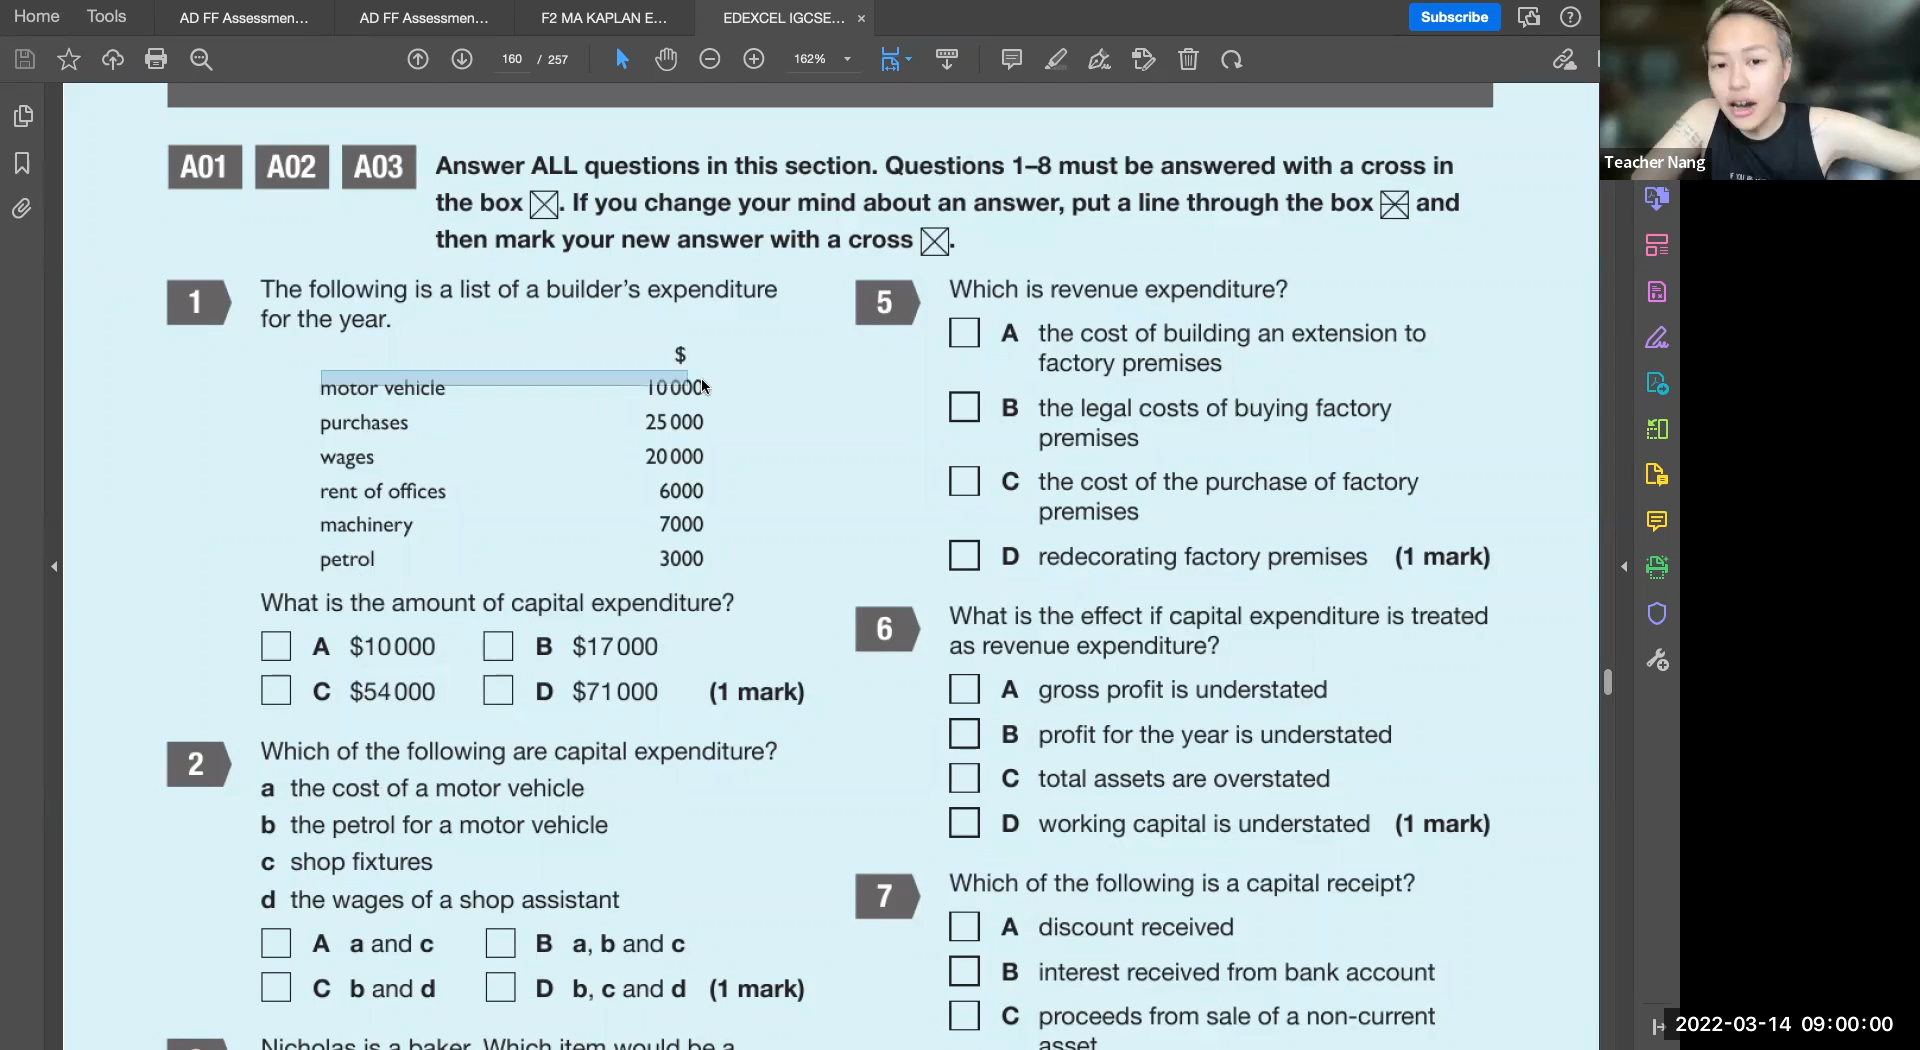 Home Tools AD FF Assessmen... AD FF Assessmen... F2 MA KAPLAN E... EDEXCEL IGCSE... × Subscribe
160 / 257 162%
Teacher Nang
A01 A02 A03 Answer ALL questions in this section. Questions 1–8 must be answered with a cross in
the box ☒. If you change your mind about an answer, put a line through the box ☒ and
then mark your new answer with a cross ☒.
1 The following is a list of a builder's expenditure
for the year.
$
motor vehicle 10 000
purchases 25 000
wages 20 000
rent of offices 6000
machinery 7000
petrol 3000
What is the amount of capital expenditure?
A $10 000 B $17 000
C $54 000 D $71 000 (1 mark)
2 Which of the following are capital expenditure?
a the cost of a motor vehicle
b the petrol for a motor vehicle
c shop fixtures
d the wages of a shop assistant
A a and c B a, b and c
C b and d D b, c and d (1 mark)
Nicholas is a baker. Which item would be a
5 Which is revenue expenditure?
A the cost of building an extension to
factory premises
B the legal costs of buying factory
premises
C the cost of the purchase of factory
premises
D redecorating factory premises (1 mark)
6 What is the effect if capital expenditure is treated
as revenue expenditure?
A gross profit is understated
B profit for the year is understated
C total assets are overstated
D working capital is understated (1 mark)
7 Which of the following is a capital receipt?
A discount received
B interest received from bank account
C proceeds from sale of a non-current
asset
2022-03-14 09:00:00